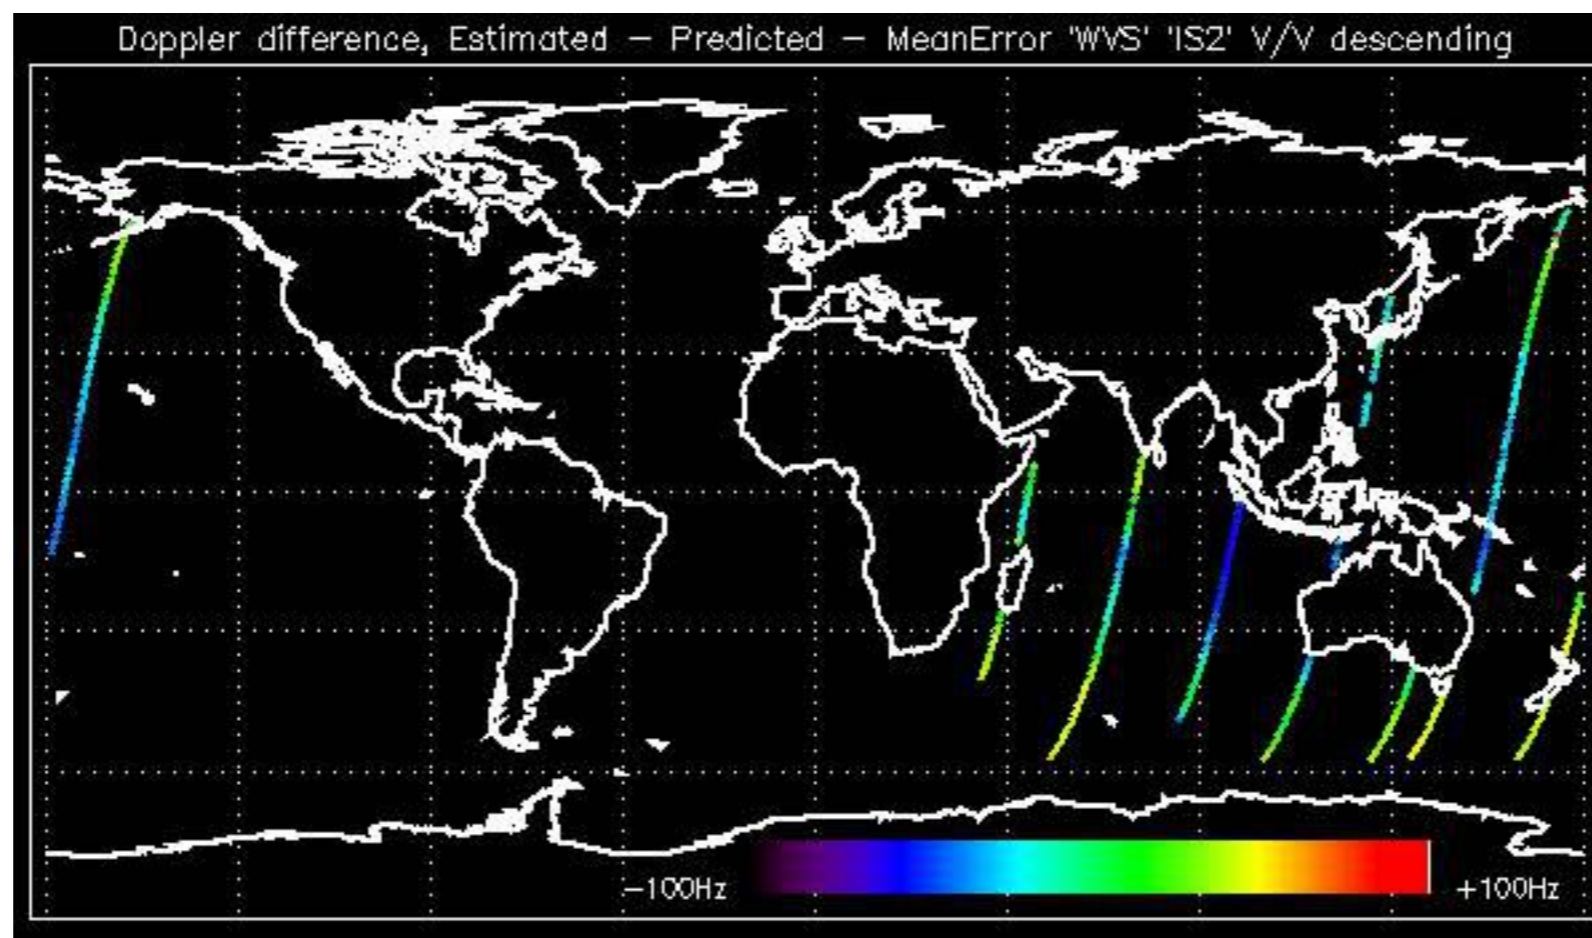 Doppler difference, Estimated – Predicted – MeanError 'WVS' 'IS2' V/V descending
–100Hz
+100Hz